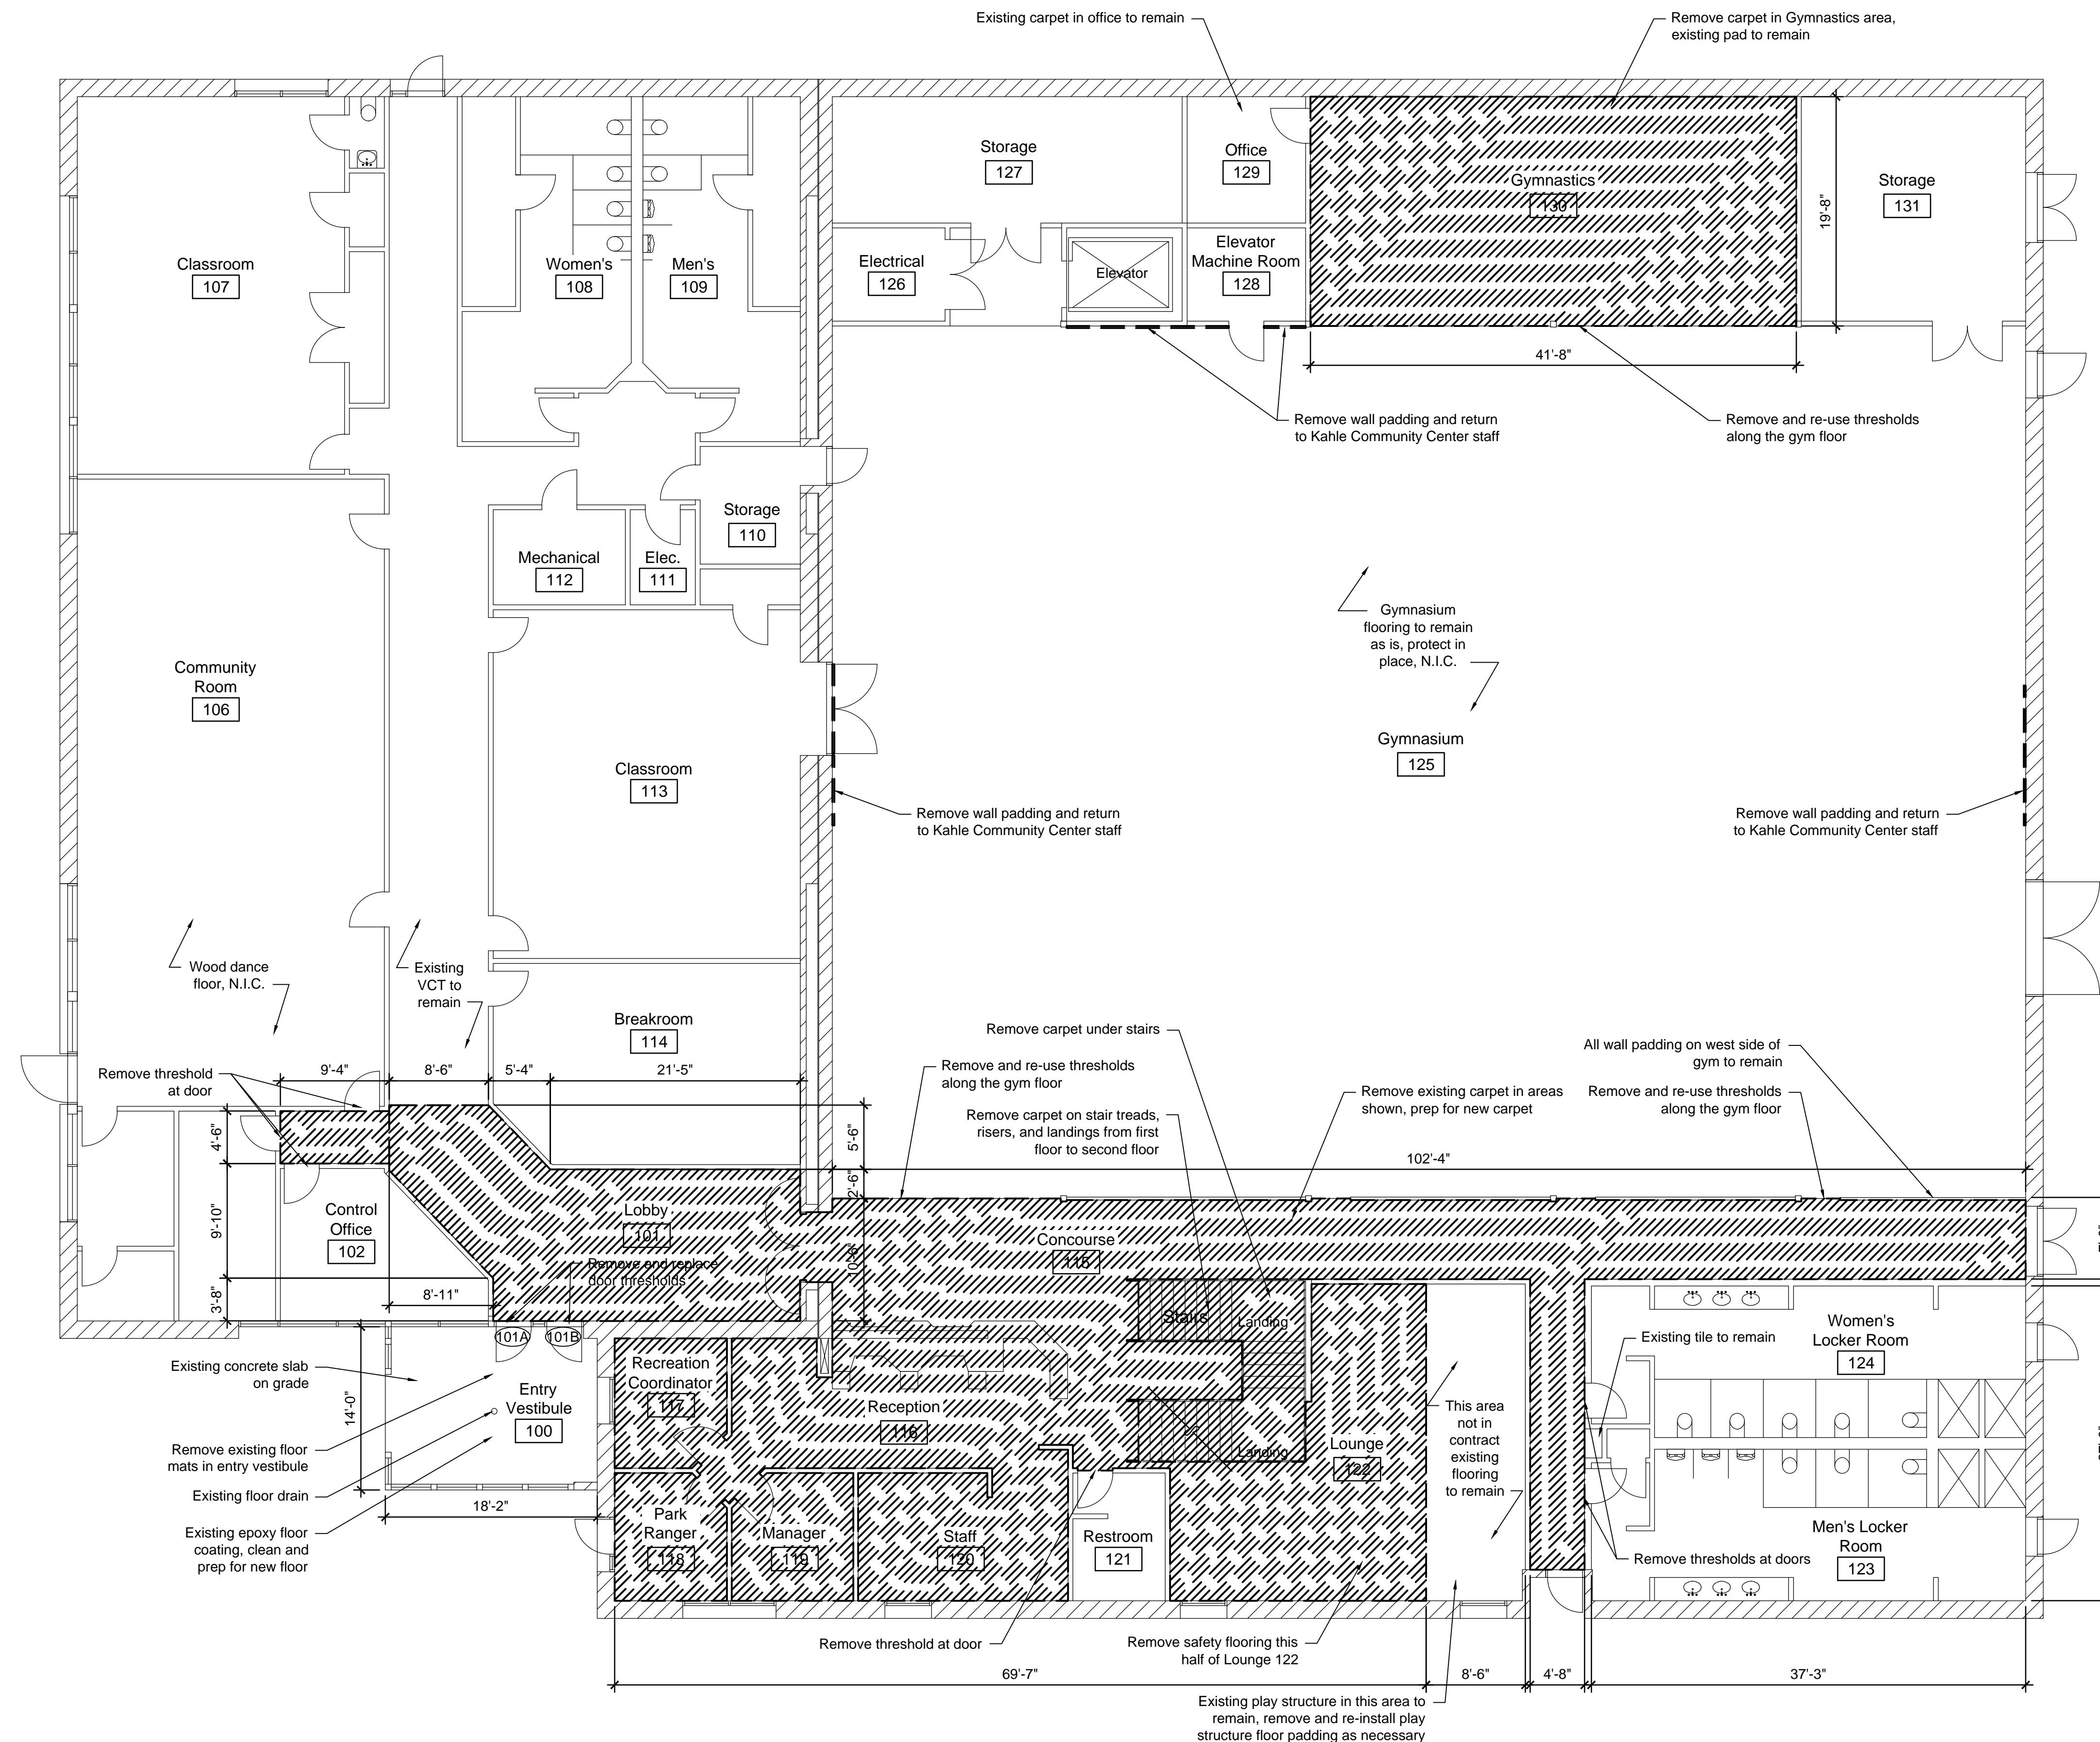 Existing carpet in office to remain
Remove carpet in Gymnastics area,
existing pad to remain
Storage
127
Office
129
Gymnastics
130
Storage
131
19'-8"
Classroom
107
Women's
108
Men's
109
Electrical
126
Elevator
Elevator
Machine Room
128
41'-8"
Remove wall padding and return
to Kahle Community Center staff
Remove and re-use thresholds
along the gym floor
Storage
110
Mechanical
112
Elec.
111
Gymnasium
flooring to remain
as is, protect in
place, N.I.C.
Community
Room
106
Gymnasium
125
Classroom
113
Remove wall padding and return
to Kahle Community Center staff
Remove wall padding and return
to Kahle Community Center staff
Wood dance
floor, N.I.C.
Existing
VCT to
remain
Breakroom
114
Remove carpet under stairs
All wall padding on west side of
gym to remain
Remove threshold
at door
9'-4"
8'-6"
5'-4"
21'-5"
Remove and re-use thresholds
along the gym floor
Remove existing carpet in areas
shown, prep for new carpet
Remove and re-use thresholds
along the gym floor
Remove carpet on stair treads,
risers, and landings from first
floor to second floor
4'-6"
5'-6"
2'-6"
102'-4"
9'-10"
Control
Office
102
Lobby
101
Concourse
115
10'-6"
Remove and replace
door thresholds
3'-8"
8'-11"
101A
101B
Stairs
Landing
Women's
Locker Room
124
Existing tile to remain
Existing concrete slab
on grade
14'-0"
Entry
Vestibule
100
Recreation
Coordinator
117
Reception
116
This area
not in
contract
existing
flooring
to remain
Landing
Lounge
122
Remove existing floor
mats in entry vestibule
Existing floor drain
18'-2"
Existing epoxy floor
coating, clean and
prep for new floor
Park
Ranger
118
Manager
119
Staff
120
Restroom
121
Men's Locker
Room
123
Remove thresholds at doors
Remove threshold at door
Remove safety flooring this
half of Lounge 122
69'-7"
8'-6"
4'-8"
37'-3"
Existing play structure in this area to
remain, remove and re-install play
structure floor padding as necessary